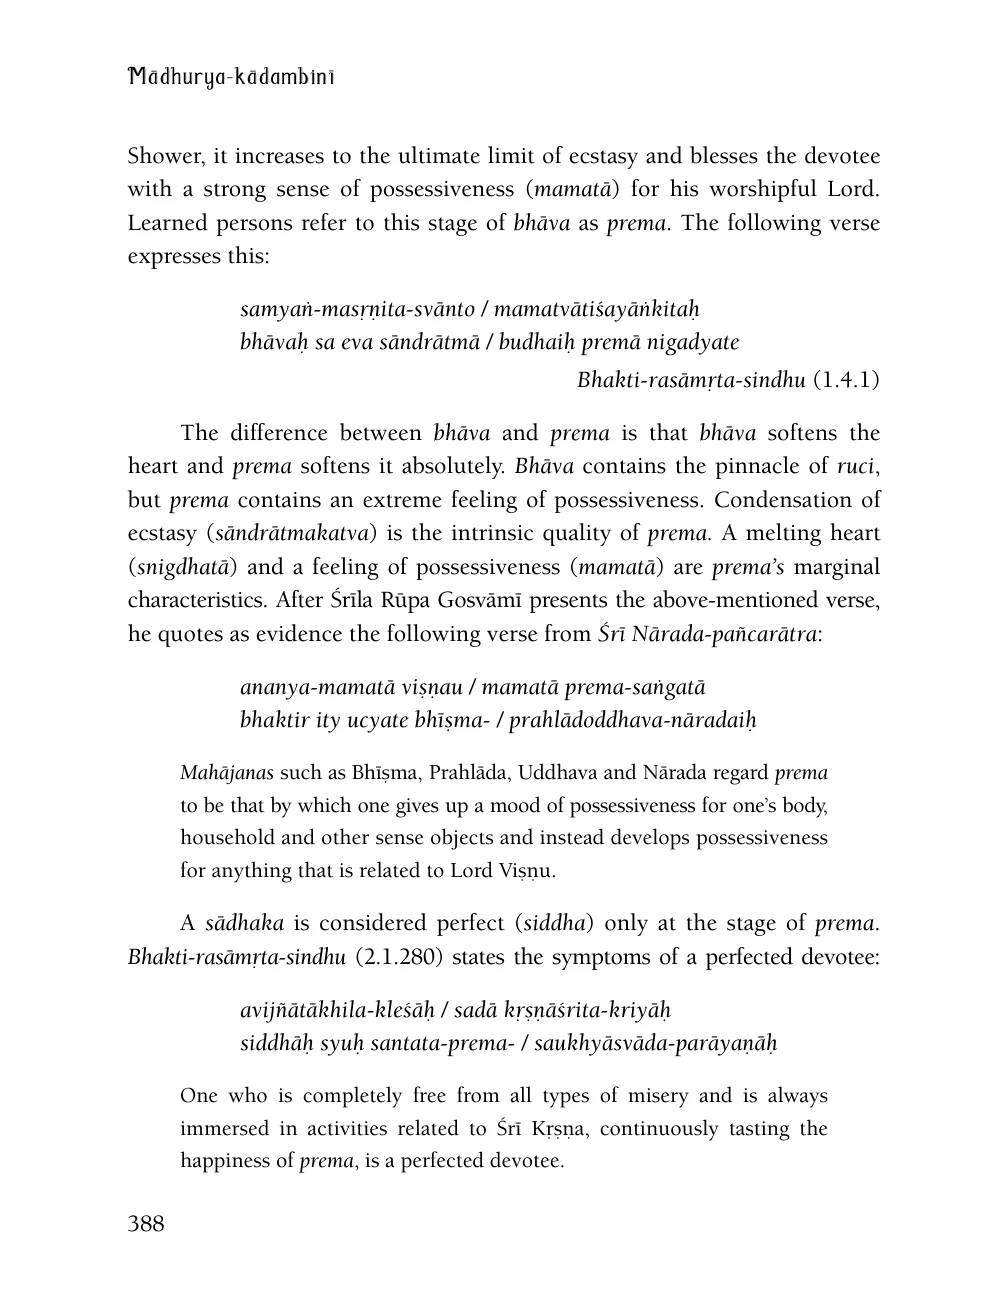 Mādhurya-kādambinī
Shower, it increases to the ultimate limit of ecstasy and blesses the devotee
with a strong sense of possessiveness (mamatā) for his worshipful Lord.
Learned persons refer to this stage of bhāva as prema. The following verse
expresses this:
samyaṅ-masṛṇita-svānto / mamatvātiśayāṅkitaḥ
bhāvaḥ sa eva sāndrātmā / budhaiḥ premā nigadyate
Bhakti-rasāmṛta-sindhu (1.4.1)
The difference between bhāva and prema is that bhāva softens the
heart and prema softens it absolutely. Bhāva contains the pinnacle of ruci,
but prema contains an extreme feeling of possessiveness. Condensation of
ecstasy (sāndrātmakatva) is the intrinsic quality of prema. A melting heart
(snigdhatā) and a feeling of possessiveness (mamatā) are prema’s marginal
characteristics. After Śrīla Rūpa Gosvāmī presents the above-mentioned verse,
he quotes as evidence the following verse from Śrī Nārada-pañcarātra:
ananya-mamatā viṣṇau / mamatā prema-saṅgatā
bhaktir ity ucyate bhīṣma- / prahlādoddhava-nāradaiḥ
Mahājanas such as Bhīṣma, Prahlāda, Uddhava and Nārada regard prema
to be that by which one gives up a mood of possessiveness for one’s body,
household and other sense objects and instead develops possessiveness
for anything that is related to Lord Viṣṇu.
A sādhaka is considered perfect (siddha) only at the stage of prema.
Bhakti-rasāmṛta-sindhu (2.1.280) states the symptoms of a perfected devotee:
avijñātākhila-kleśāḥ / sadā kṛṣṇāśrita-kriyāḥ
siddhāḥ syuḥ santata-prema- / saukhyāsvāda-parāyaṇāḥ
One who is completely free from all types of misery and is always
immersed in activities related to Śrī Kṛṣṇa, continuously tasting the
happiness of prema, is a perfected devotee.
388